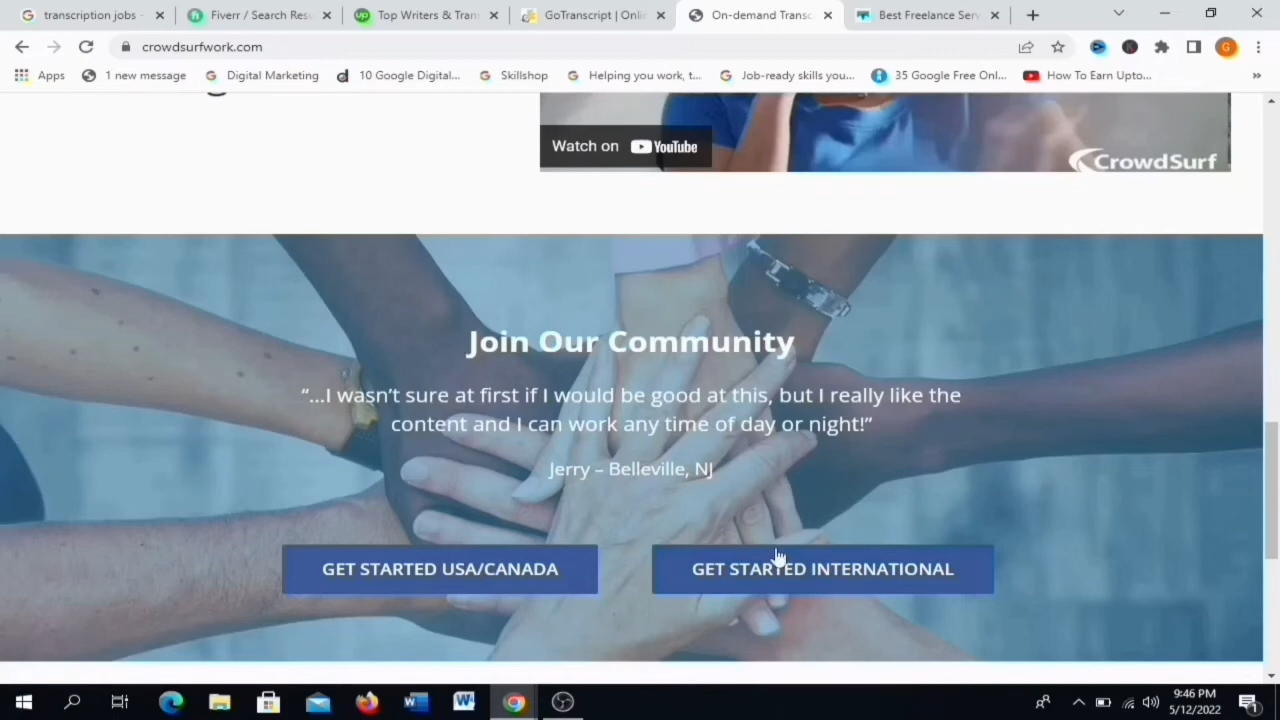 transcription jobs -
Fiverr / Search Resu
Top Writers & Trans
GoTranscript | Onlin
On-demand Transc
Best Freelance Serv
crowdsurfwork.com
G
Apps
1 new message
Digital Marketing
10 Google Digital...
Skillshop
Helping you work, t...
Job-ready skills you...
35 Google Free Onl...
How To Earn Upto...
Watch on YouTube
CrowdSurf
Join Our Community
“...I wasn’t sure at first if I would be good at this, but I really like the
content and I can work any time of day or night!”
Jerry – Belleville, NJ
GET STARTED USA/CANADA
GET STARTED INTERNATIONAL
9:46 PM
5/12/2022